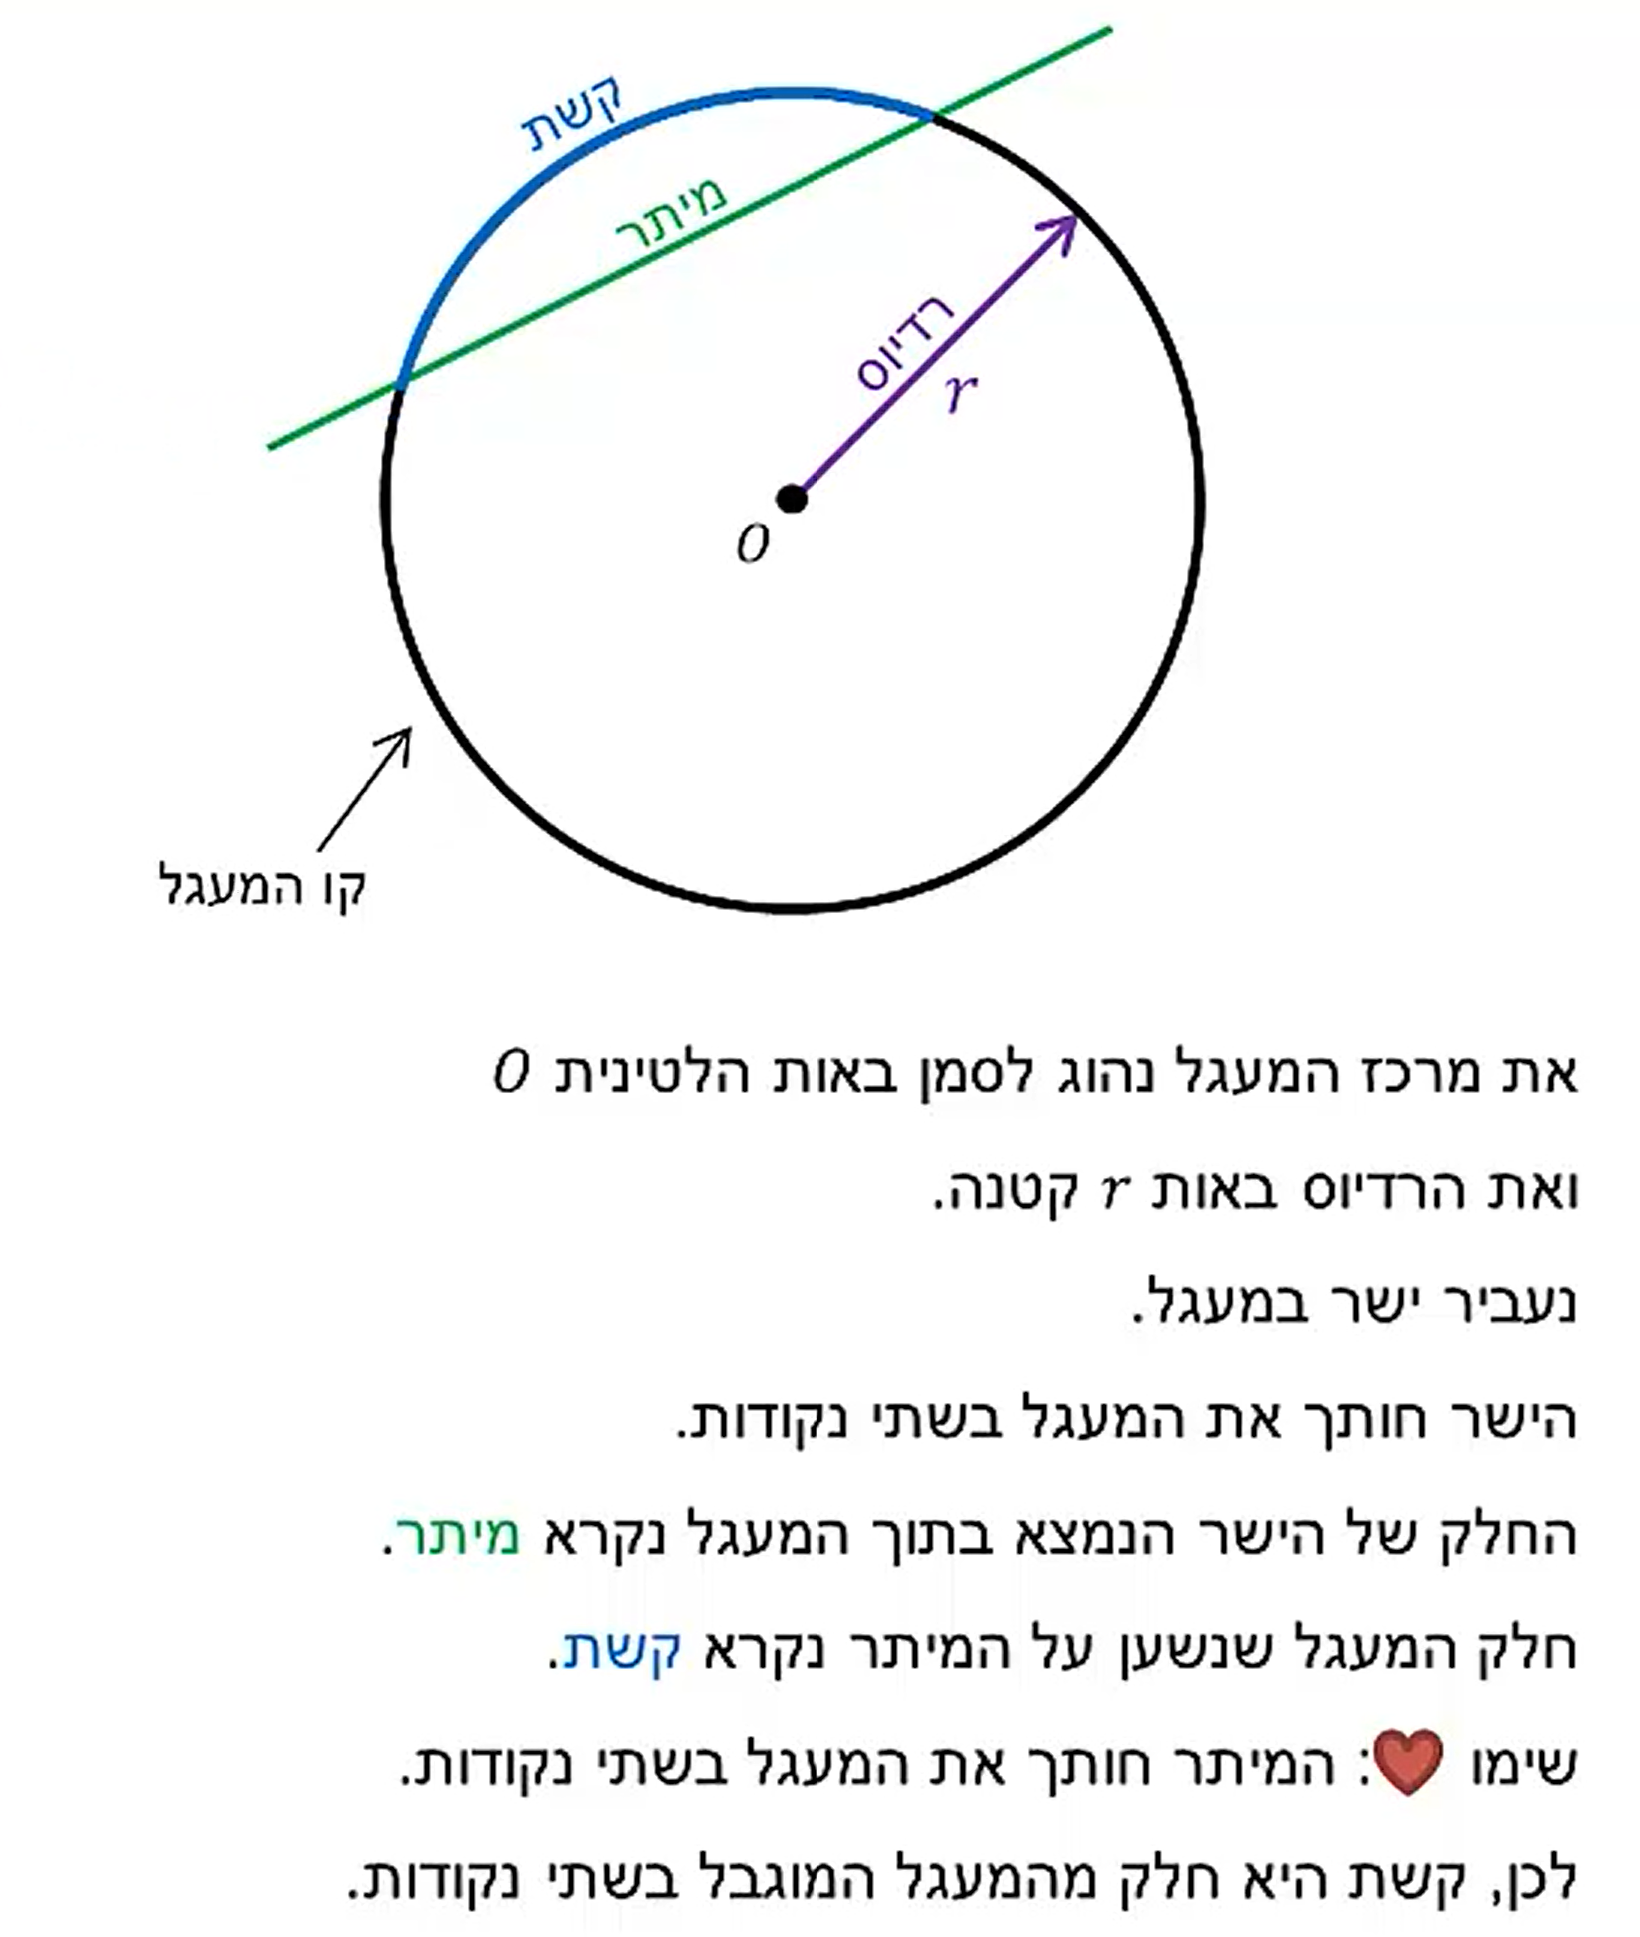 קשת
מיתר
רדיוס
r
O
קו המעגל
את מרכז המעגל נהוג לסמן באות הלטינית O
ואת הרדיוס באות r קטנה.
נעביר ישר במעגל.
הישר חותך את המעגל בשתי נקודות.
החלק של הישר הנמצא בתוך המעגל נקרא מיתר.
חלק המעגל שנשען על המיתר נקרא קשת.
שימו ❤️: המיתר חותך את המעגל בשתי נקודות.
לכן, קשת היא חלק מהמעגל המוגבל בשתי נקודות.